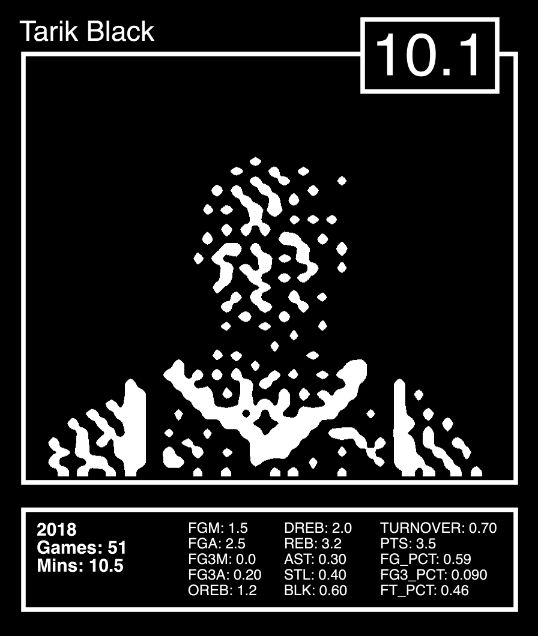 Tarik Black
10.1
2018
Games: 51
Mins: 10.5
FGM: 1.5
FGA: 2.5
FG3M: 0.0
FG3A: 0.20
OREB: 1.2
DREB: 2.0
REB: 3.2
AST: 0.30
STL: 0.40
BLK: 0.60
TURNOVER: 0.70
PTS: 3.5
FG_PCT: 0.59
FG3_PCT: 0.090
FT_PCT: 0.46